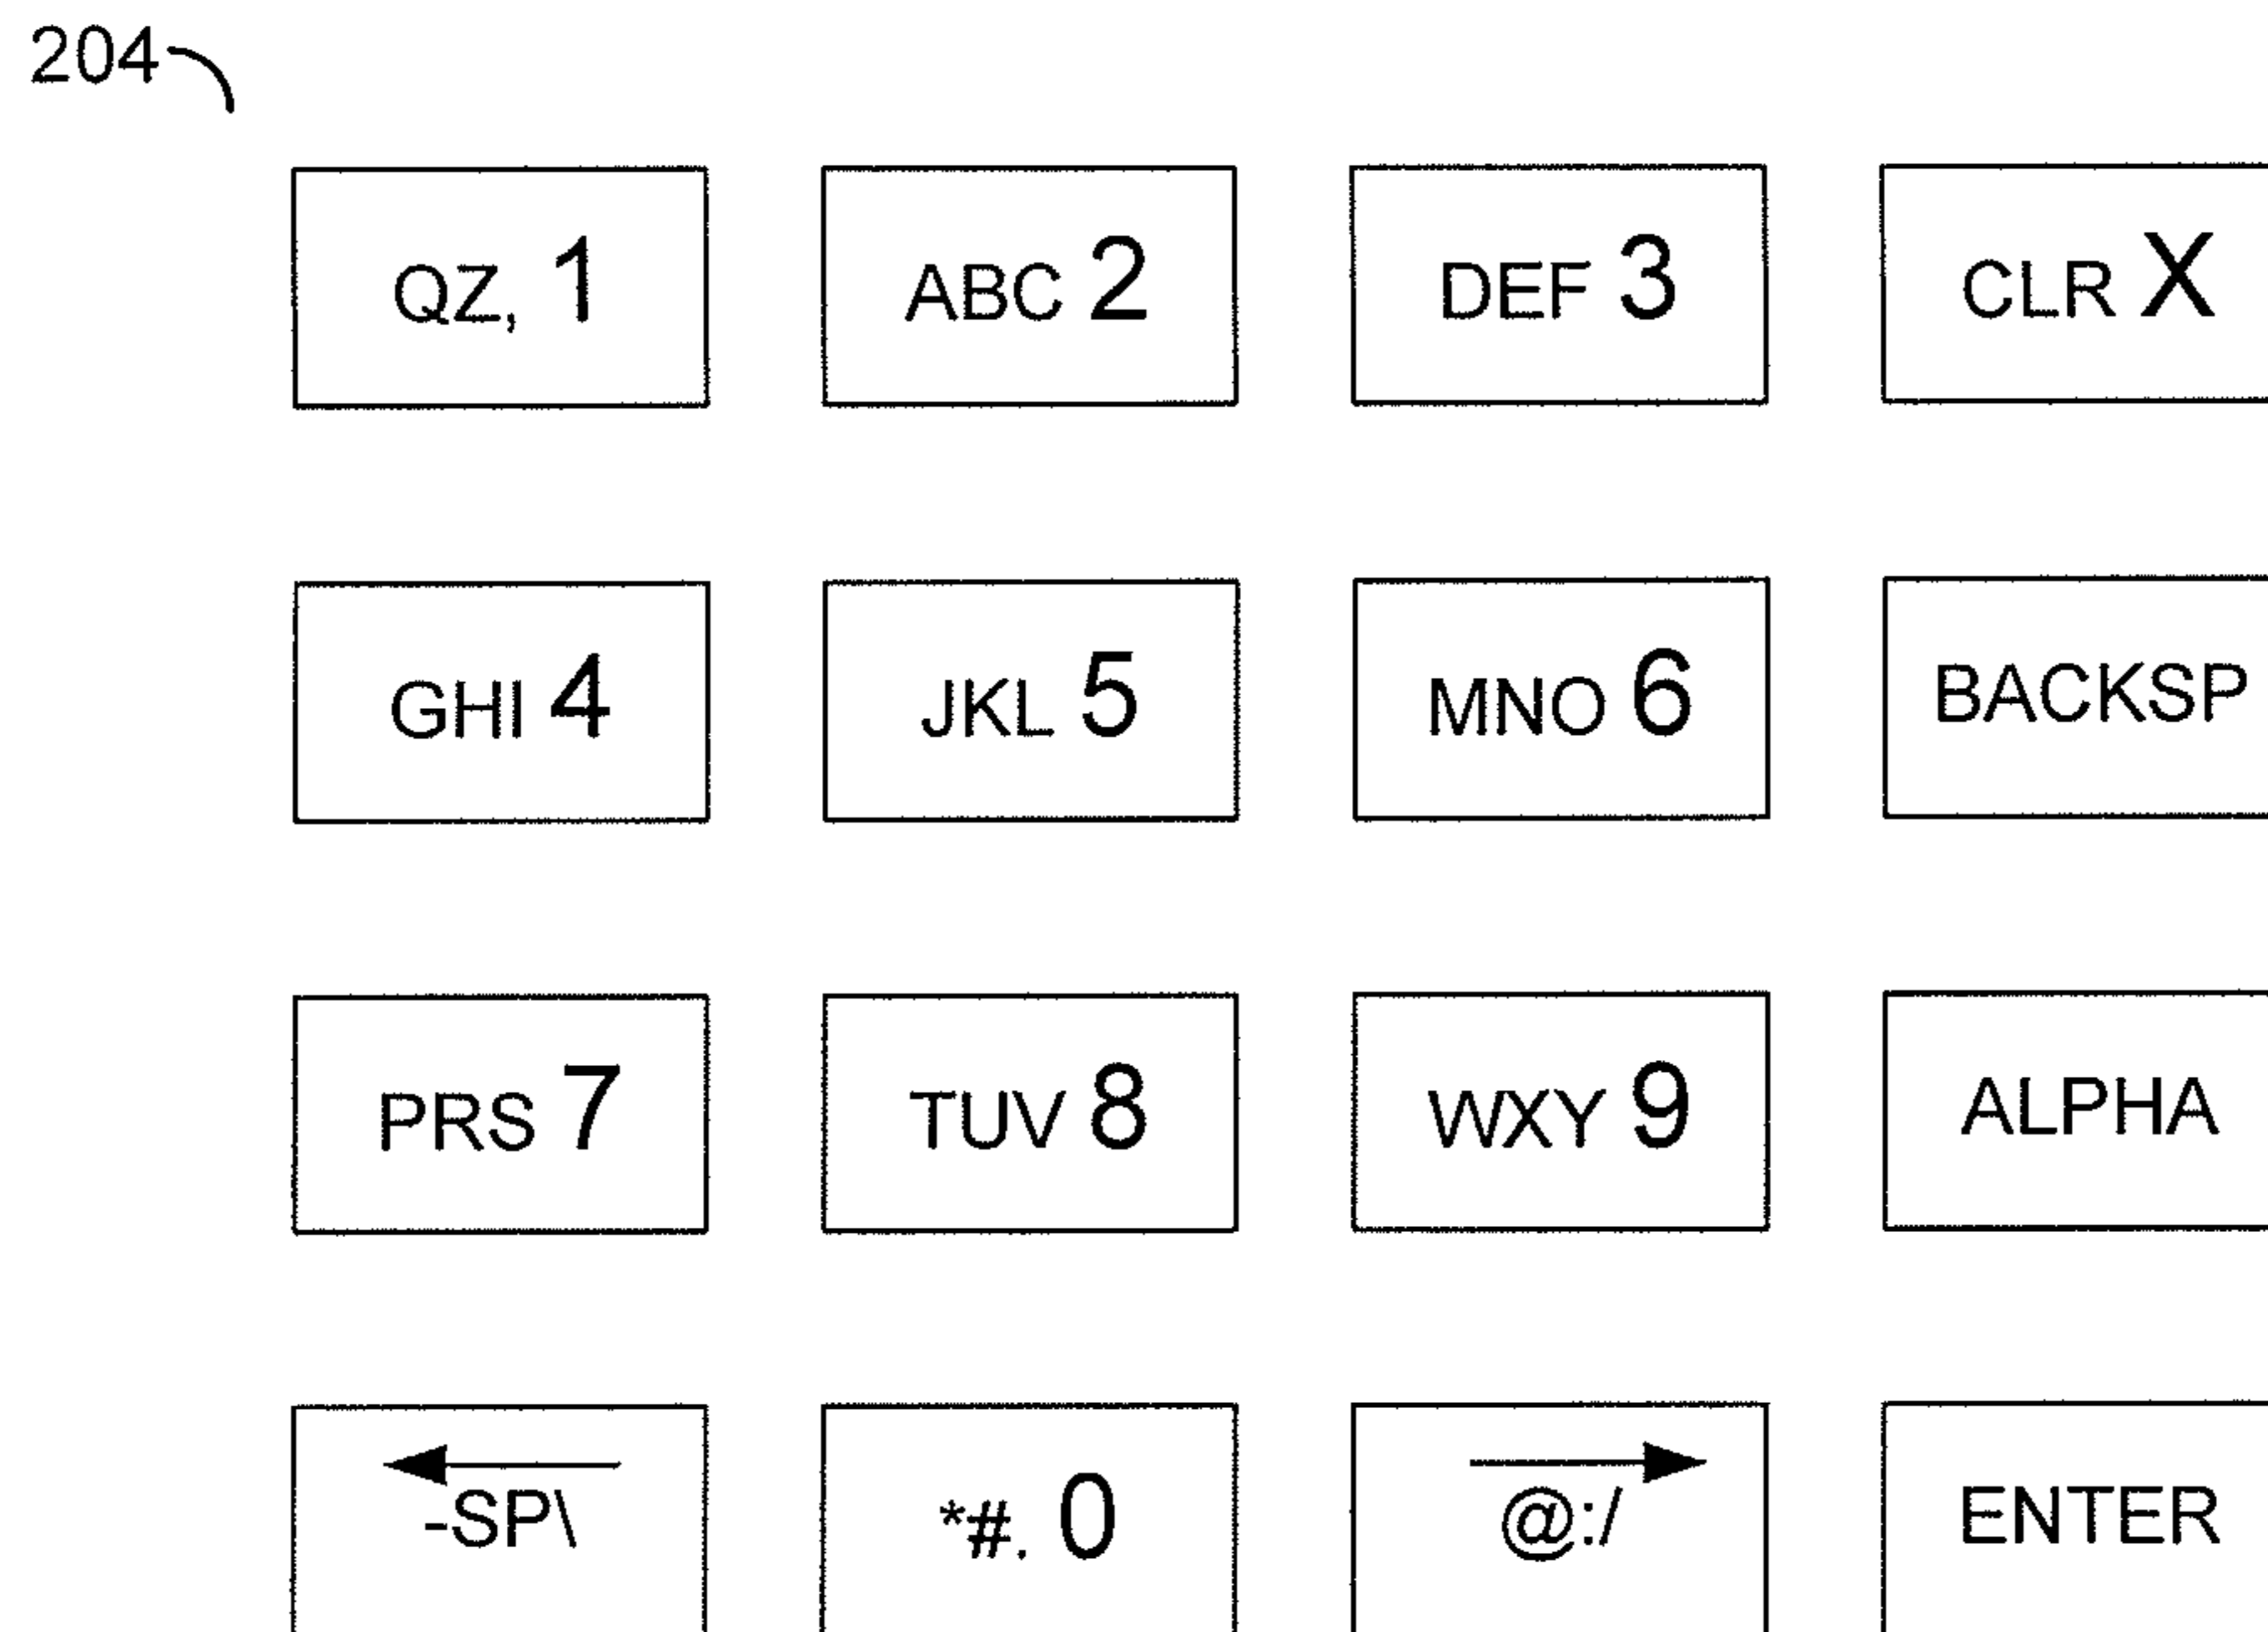 204
QZ, 1 ABC 2 DEF 3 CLR X
GHI 4 JKL 5 MNO 6 BACKSP
PRS 7 TUV 8 WXY 9 ALPHA
-SP\ *#. 0 @:/ ENTER